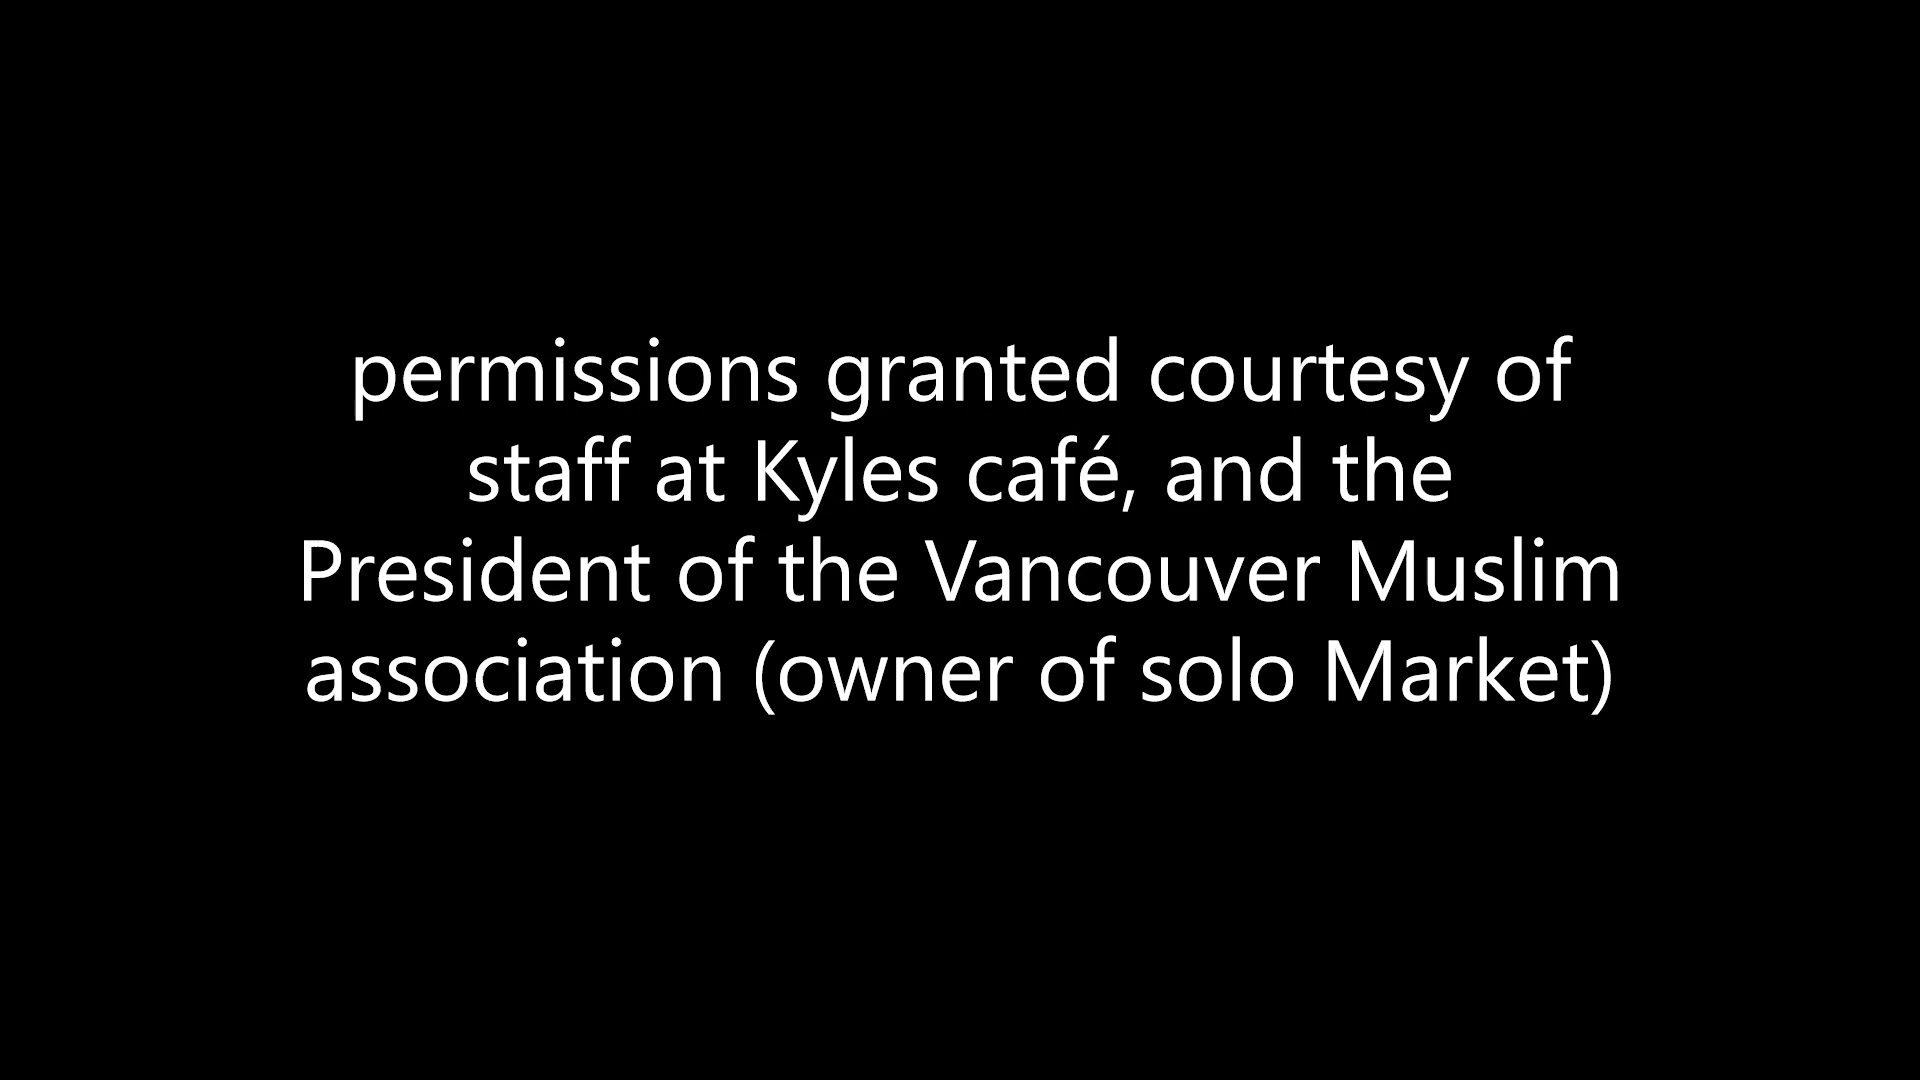 permissions granted courtesy of
staff at Kyles café, and the
President of the Vancouver Muslim
association (owner of solo Market)